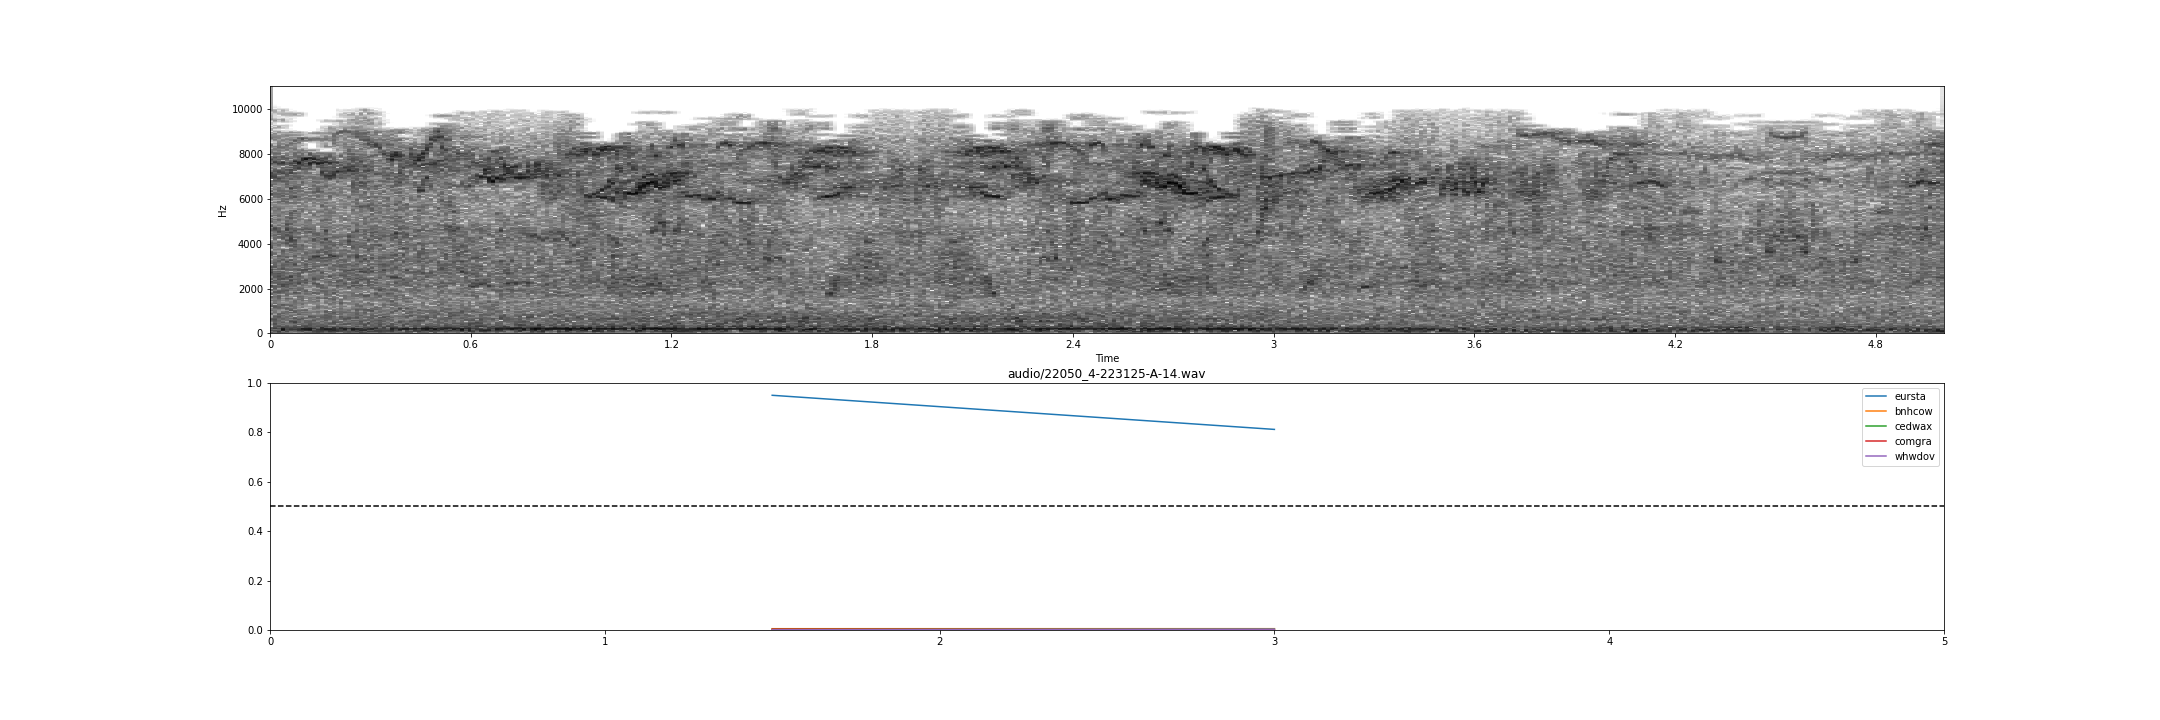 10000
8000
6000
4000
2000
0
Hz
0 0.6 1.2 1.8 2.4 3 3.6 4.2 4.8
Time
audio/22050_4-223125-A-14.wav
1.0
0.8
0.6
0.4
0.2
0.0
eursta
bnhcow
cedwax
comgra
whwdov
0 1 2 3 4 5